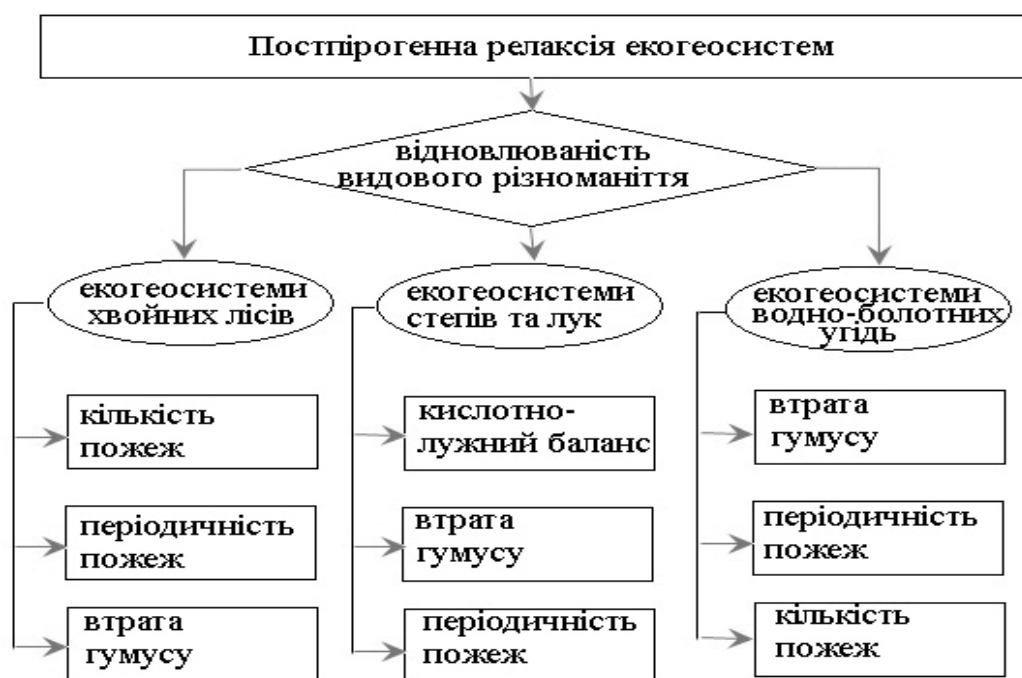 Постпірогенна релаксія екогеосистем
відновлюваність
видового різноманіття
екогеосистеми
хвойних лісів
кількість
пожеж
періодичність
пожеж
втрата
гумусу
екогеосистеми
степів та лук
кислотно-
лужний баланс
втрата
гумусу
періодичність
пожеж
екогеосистеми
водно-болотних
угідь
втрата
гумусу
періодичність
пожеж
кількість
пожеж